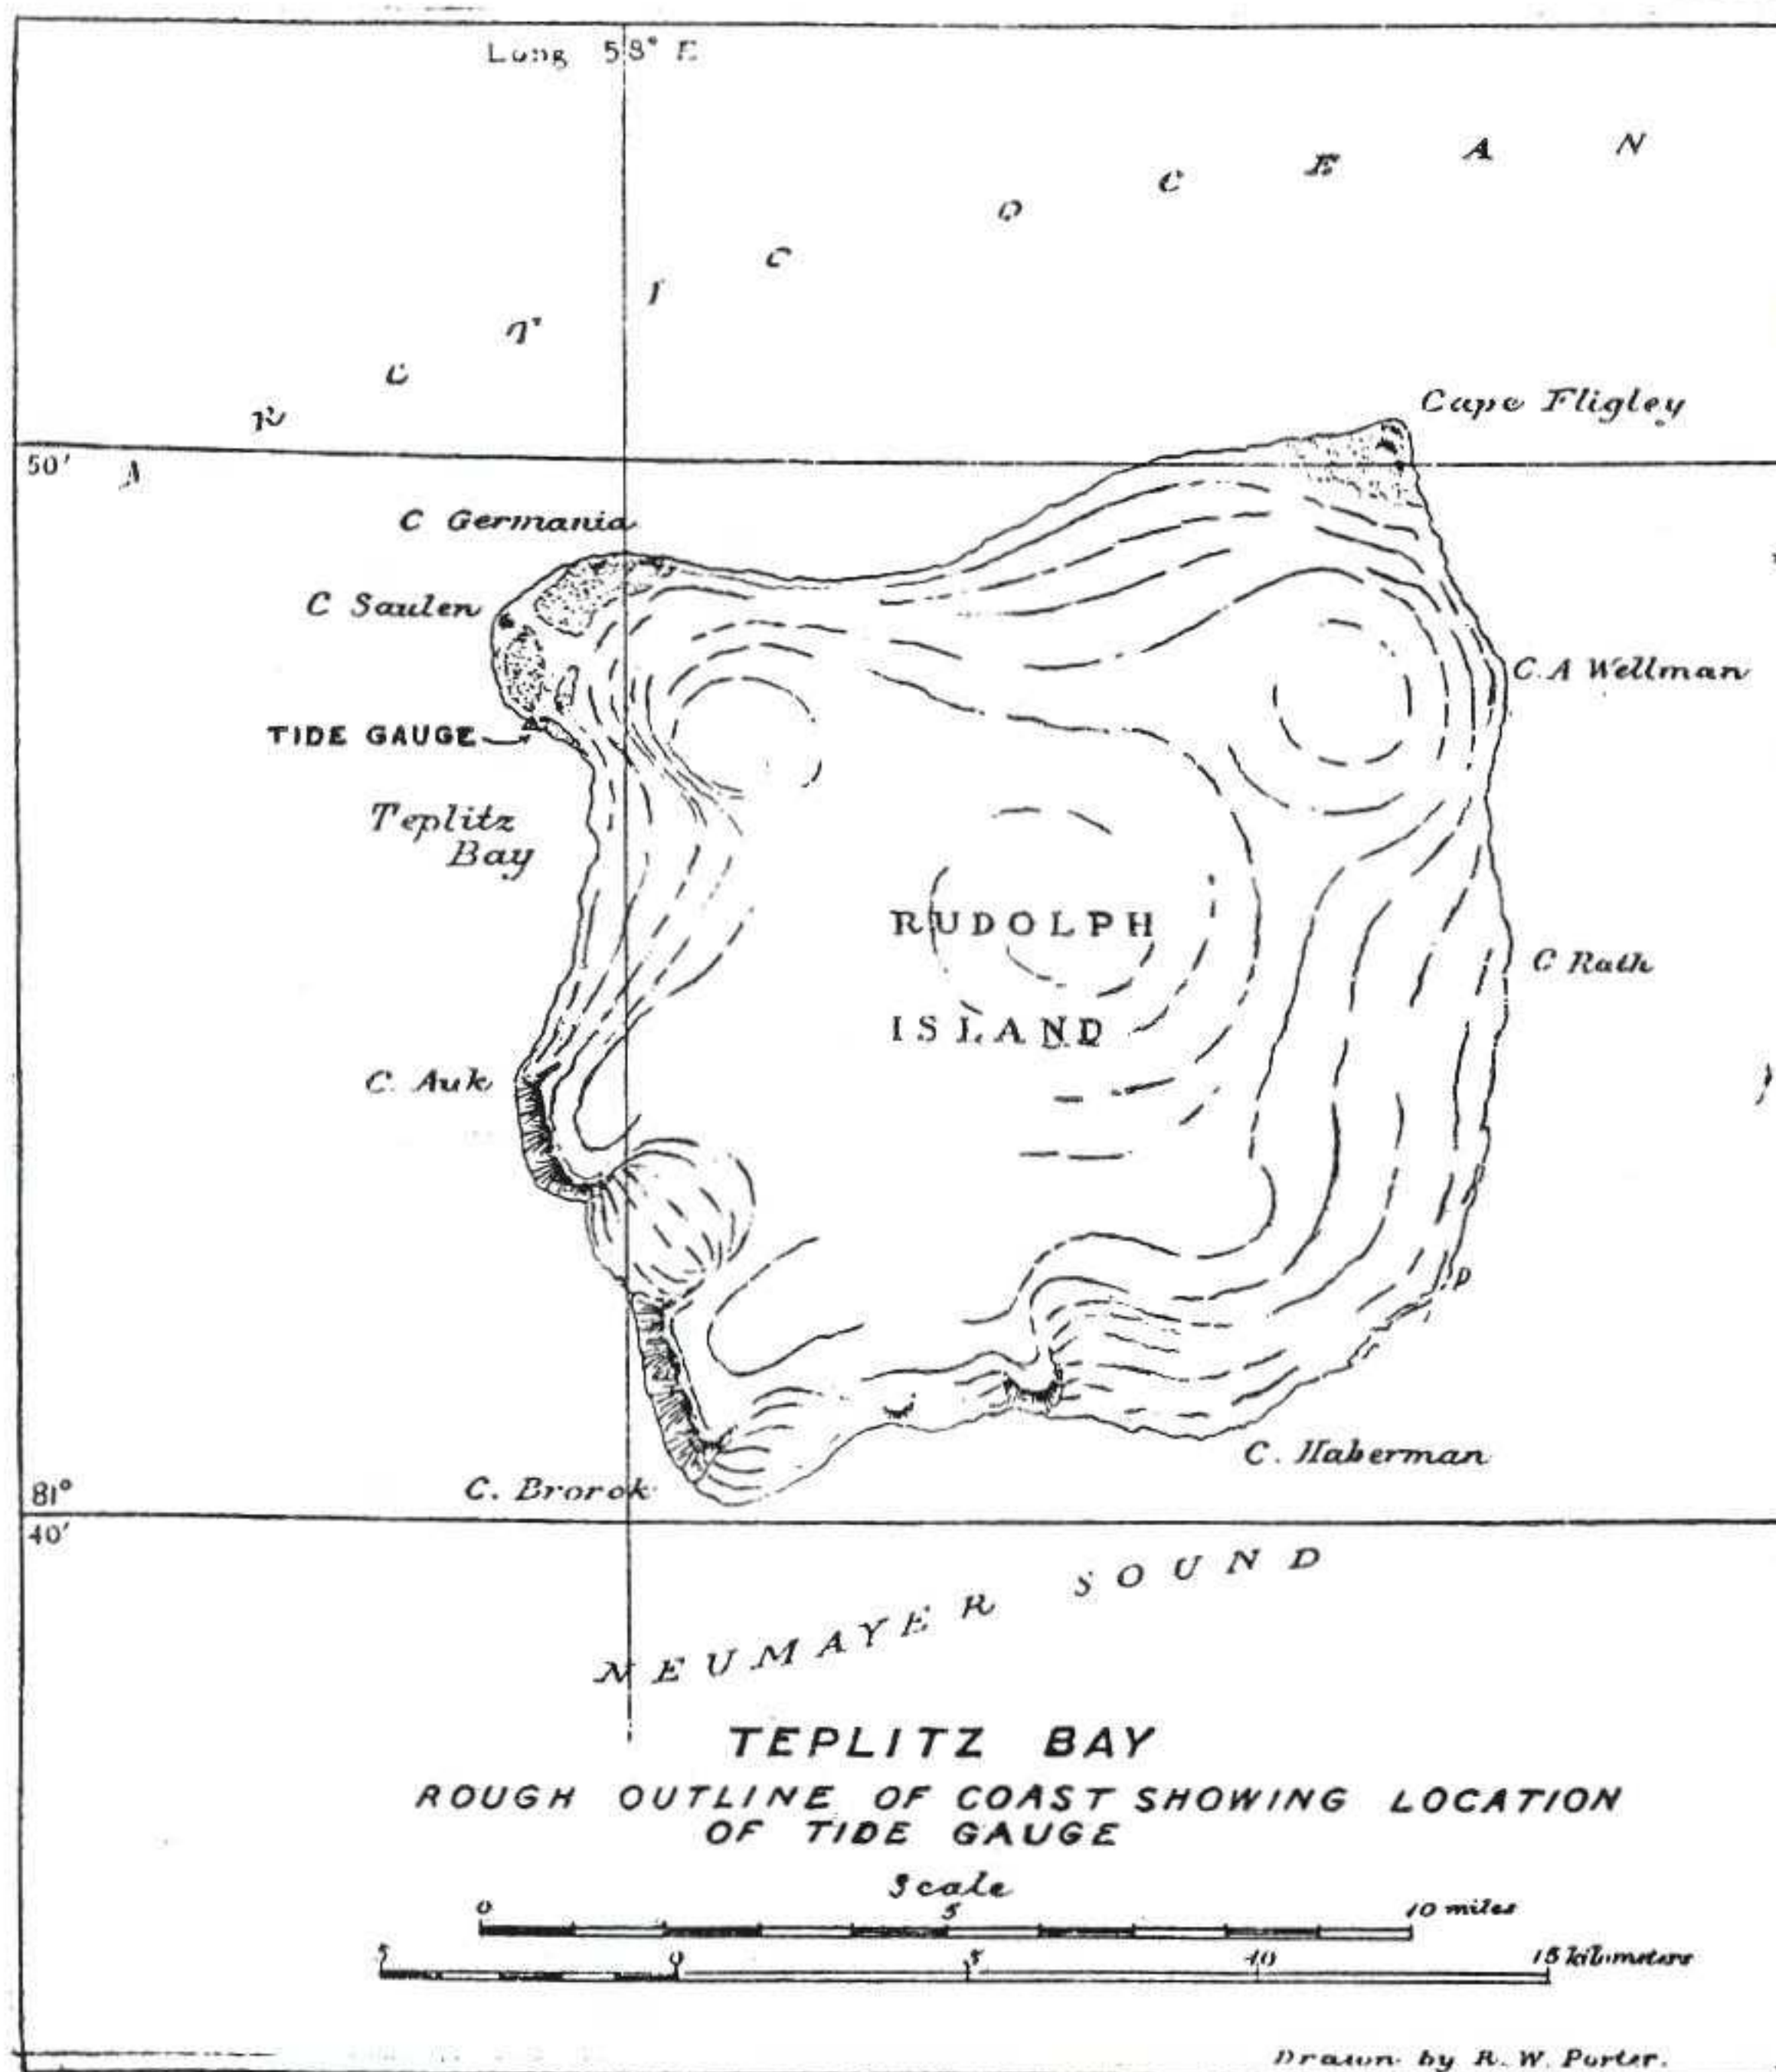 Long 58° E
ARCTIC OCEAN
Cape Fligley
50'
C Germania
C Saulen
C. A Wellman
TIDE GAUGE
Teplitz
Bay
RUDOLPH
C Rath
ISLAND
C. Auk
C. Haberman
C. Brorok
81°
40'
NEUMAYER SOUND
TEPLITZ BAY
ROUGH OUTLINE OF COAST SHOWING LOCATION
OF TIDE GAUGE
Scale
0 5 10 miles
5 0 5 10 15 kilometers
Drawn by R. W. Porter.